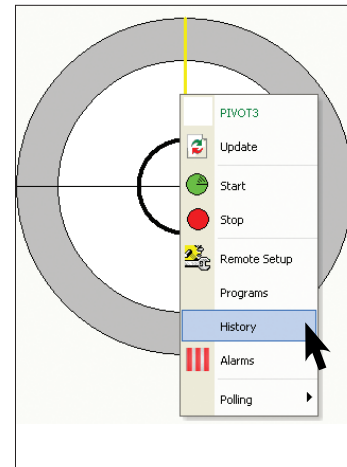 PIVOT3
Update
Start
Stop
Remote Setup
Programs
History
Alarms
Polling